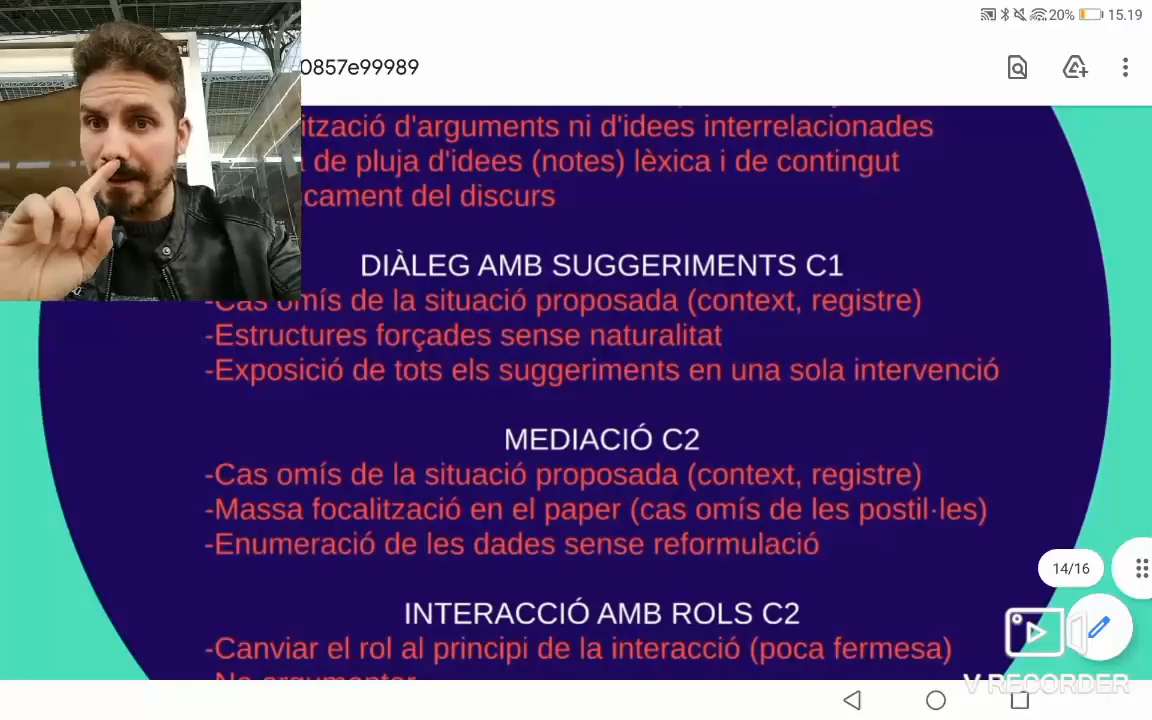 20% 15.19
0857e99989
ització d'arguments ni d'idees interrelacionades
de pluja d'idees (notes) lèxica i de contingut
cament del discurs
DIÀLEG AMB SUGGERIMENTS C1
-Cas omís de la situació proposada (context, registre)
-Estructures forçades sense naturalitat
-Exposició de tots els suggeriments en una sola intervenció
MEDIACIÓ C2
-Cas omís de la situació proposada (context, registre)
-Massa focalització en el paper (cas omís de les postil·les)
-Enumeració de les dades sense reformulació
14/16
INTERACCIÓ AMB ROLS C2
-Canviar el rol al principi de la interacció (poca fermesa)
V RECORDER